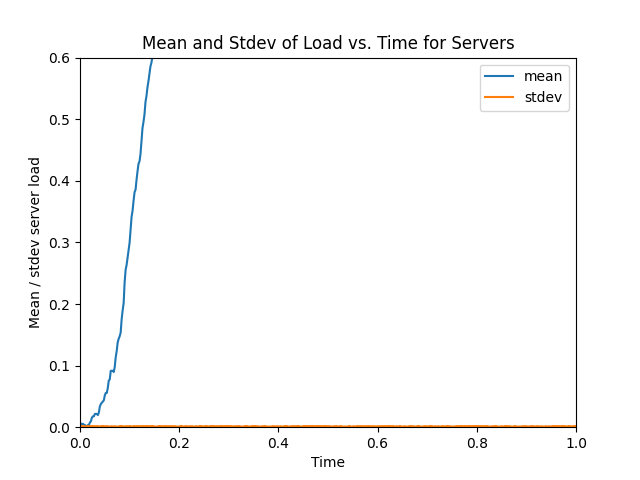 Mean and Stdev of Load vs. Time for Servers
mean
stdev
Mean / stdev server load
0.6
0.5
0.4
0.3
0.2
0.1
0.0
0.0 0.2 0.4 0.6 0.8 1.0
Time